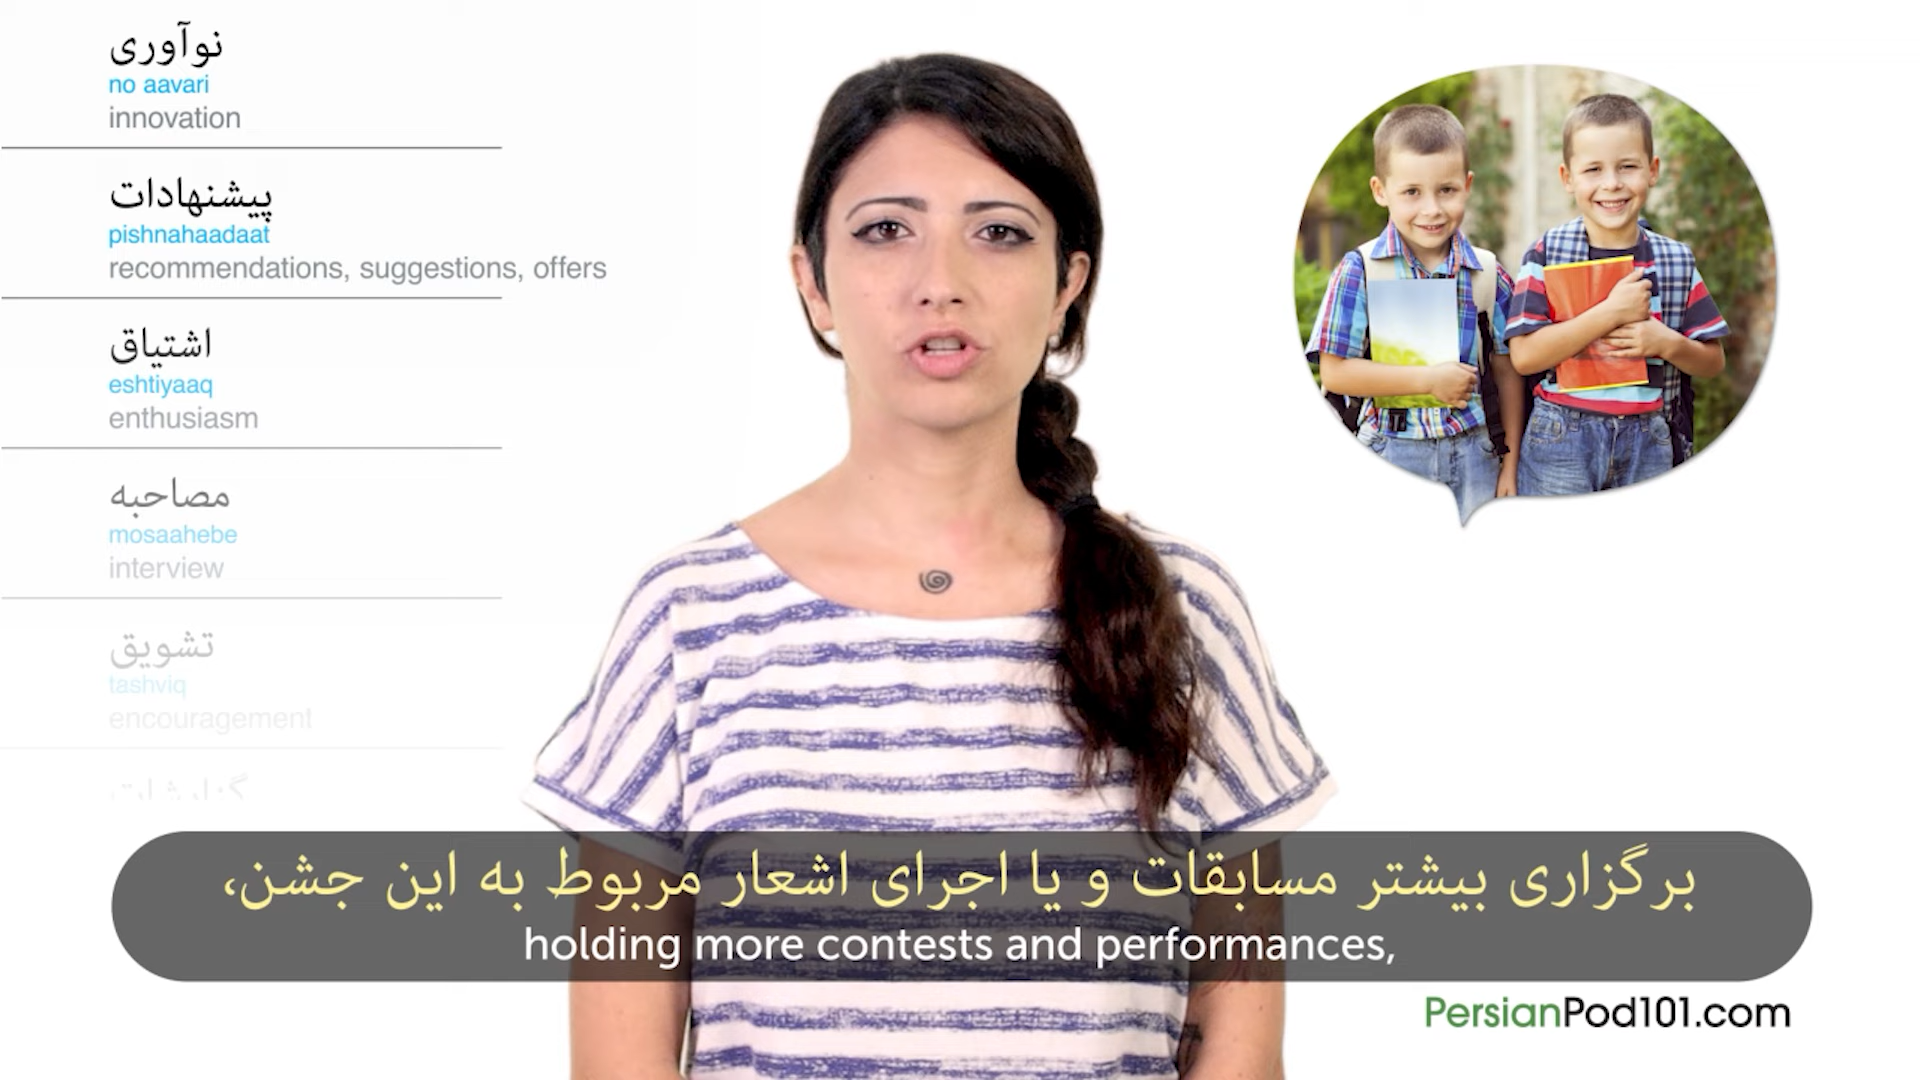 نوآوری
no aavari
innovation
پیشنهادات
pishnahaadaat
recommendations, suggestions, offers
اشتیاق
eshtiyaaq
enthusiasm
مصاحبه
mosaahebe
interview
تشویق
tashviq
encouragement
گزارشات
برگزاری بیشتر مسابقات و یا اجرای اشعار مربوط به این جشن،
holding more contests and performances,
PersianPod101.com